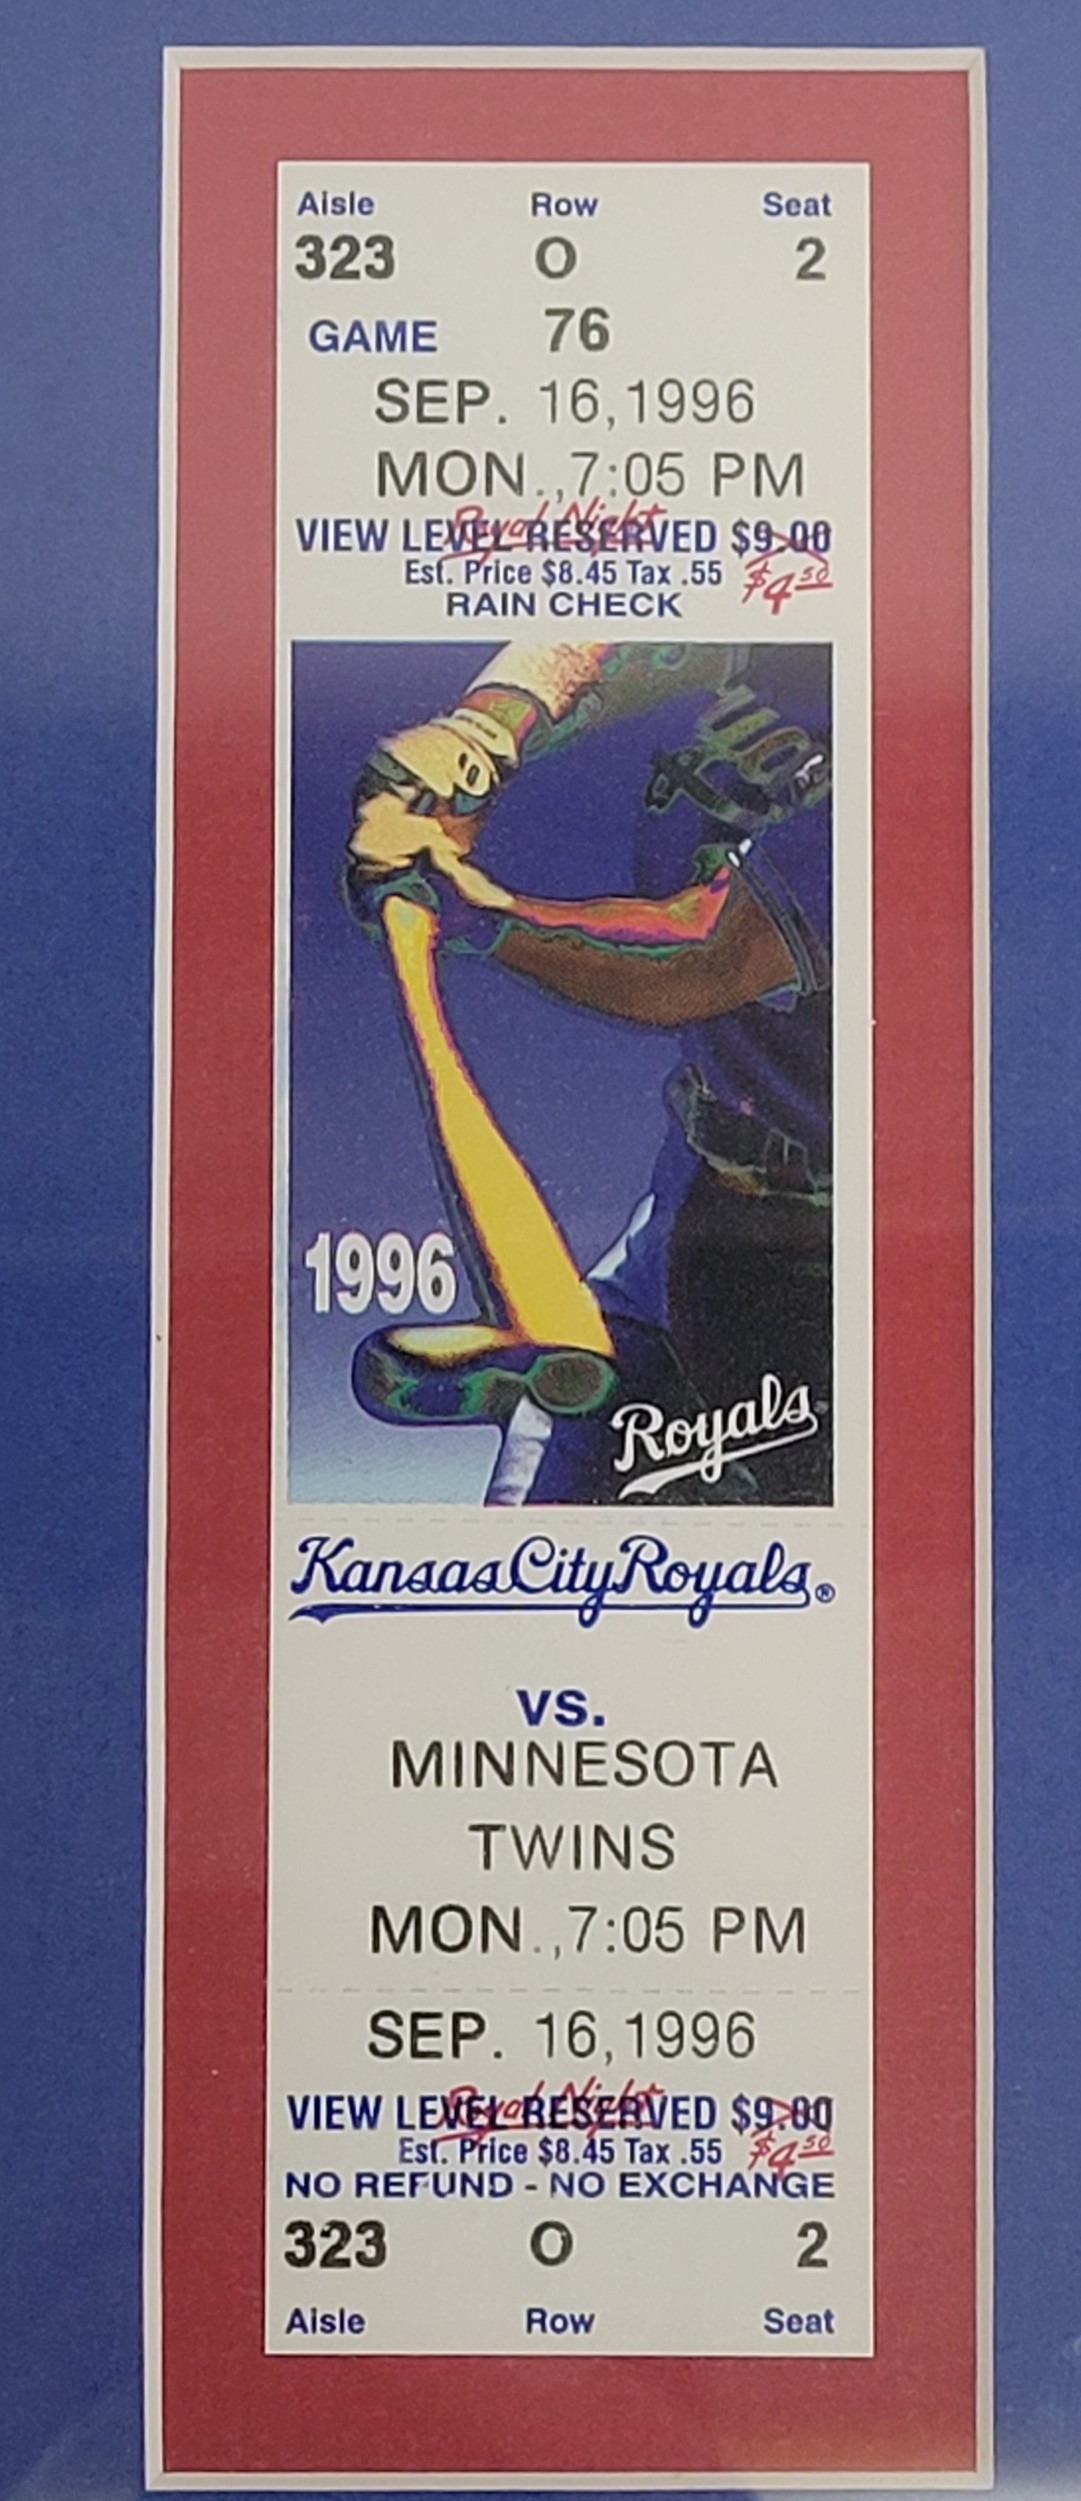 Aisle Row Seat
323 O 2
GAME 76
SEP. 16,1996
MON.,7:05 PM
Royal Night
VIEW LEVEL RESERVED $9.00
Est. Price $8.45 Tax .55 $4.50
RAIN CHECK
1996
Royals
Kansas City Royals®
VS.
MINNESOTA
TWINS
MON.,7:05 PM
SEP. 16,1996
Royal Night
VIEW LEVEL RESERVED $9.00
Est. Price $8.45 Tax .55 $4.50
NO REFUND - NO EXCHANGE
323 O 2
Aisle Row Seat